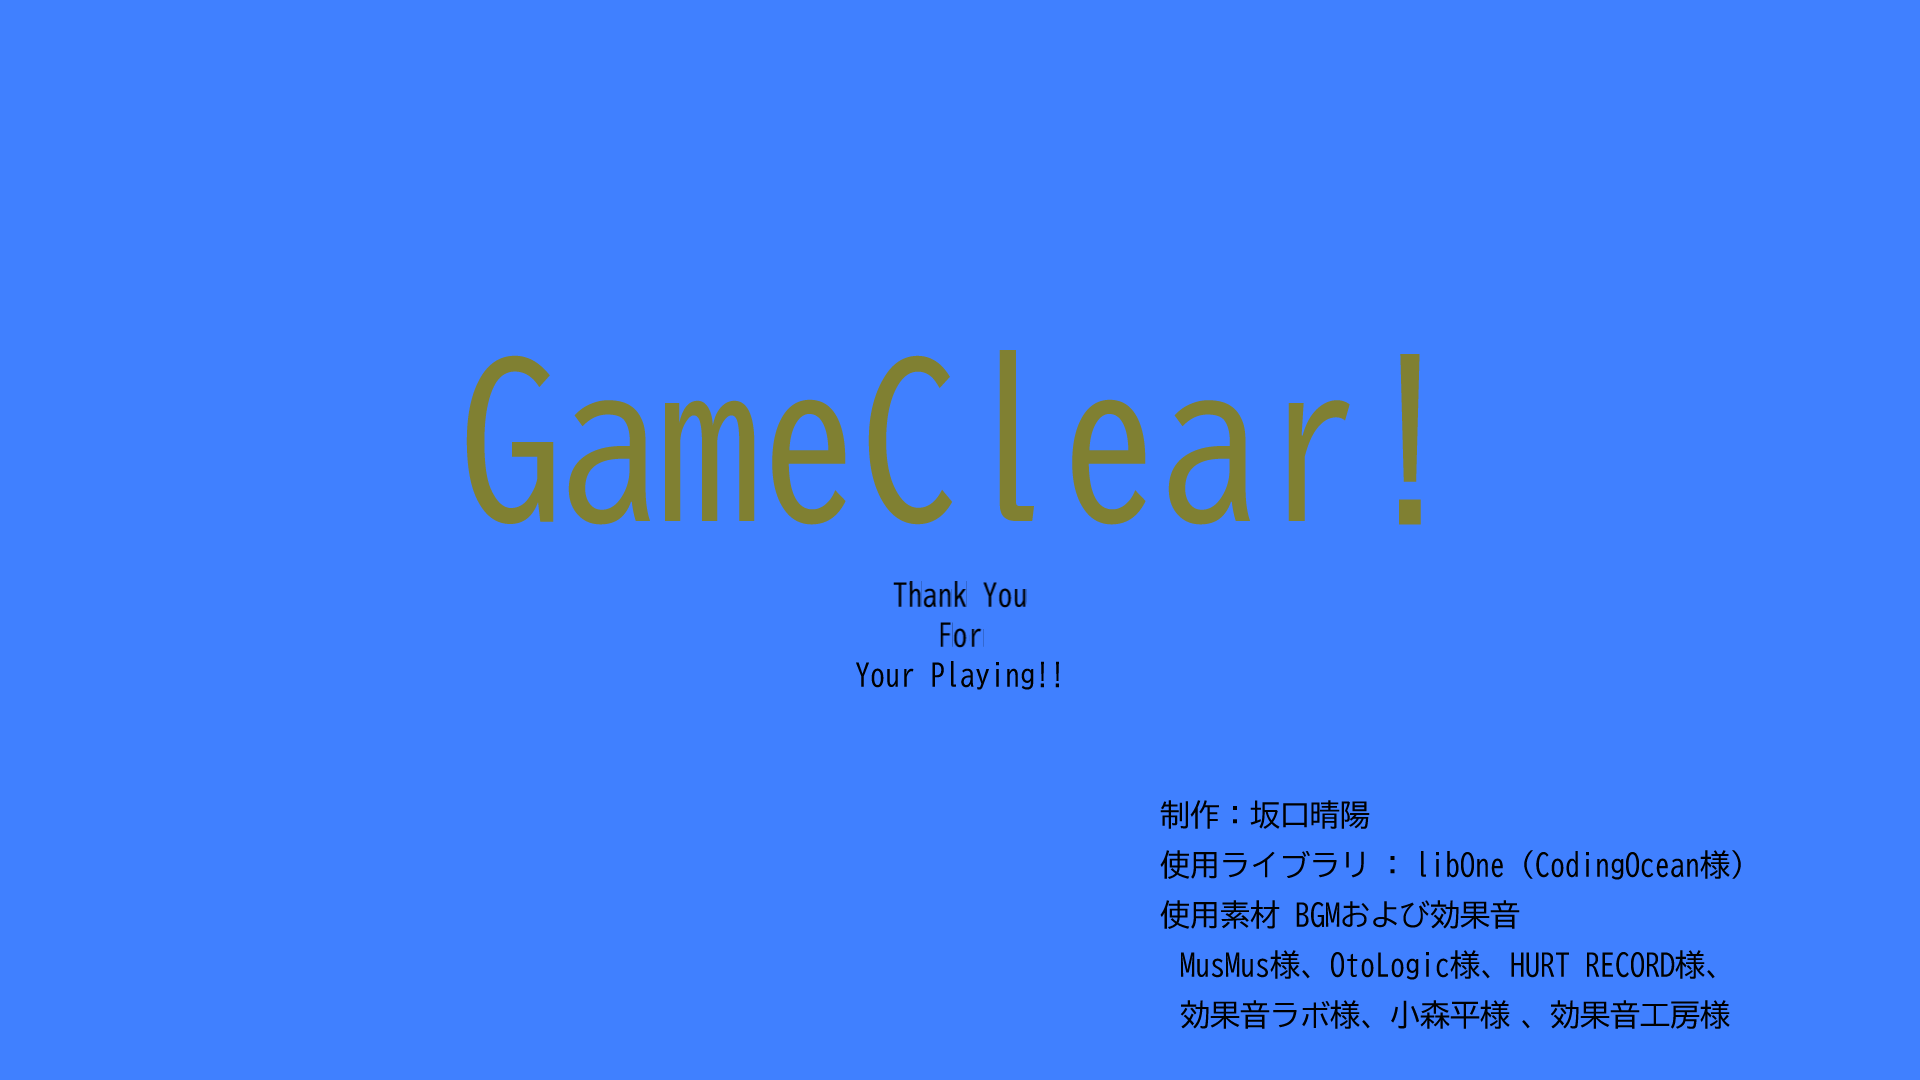 GameClear!
Thank You
For
Your Playing!!
制作：坂口晴陽
使用ライブラリ ： libOne（CodingOcean様）
使用素材 BGMおよび効果音
MusMus様、OtoLogic様、HURT RECORD様、
効果音ラボ様、小森平様 、効果音工房様